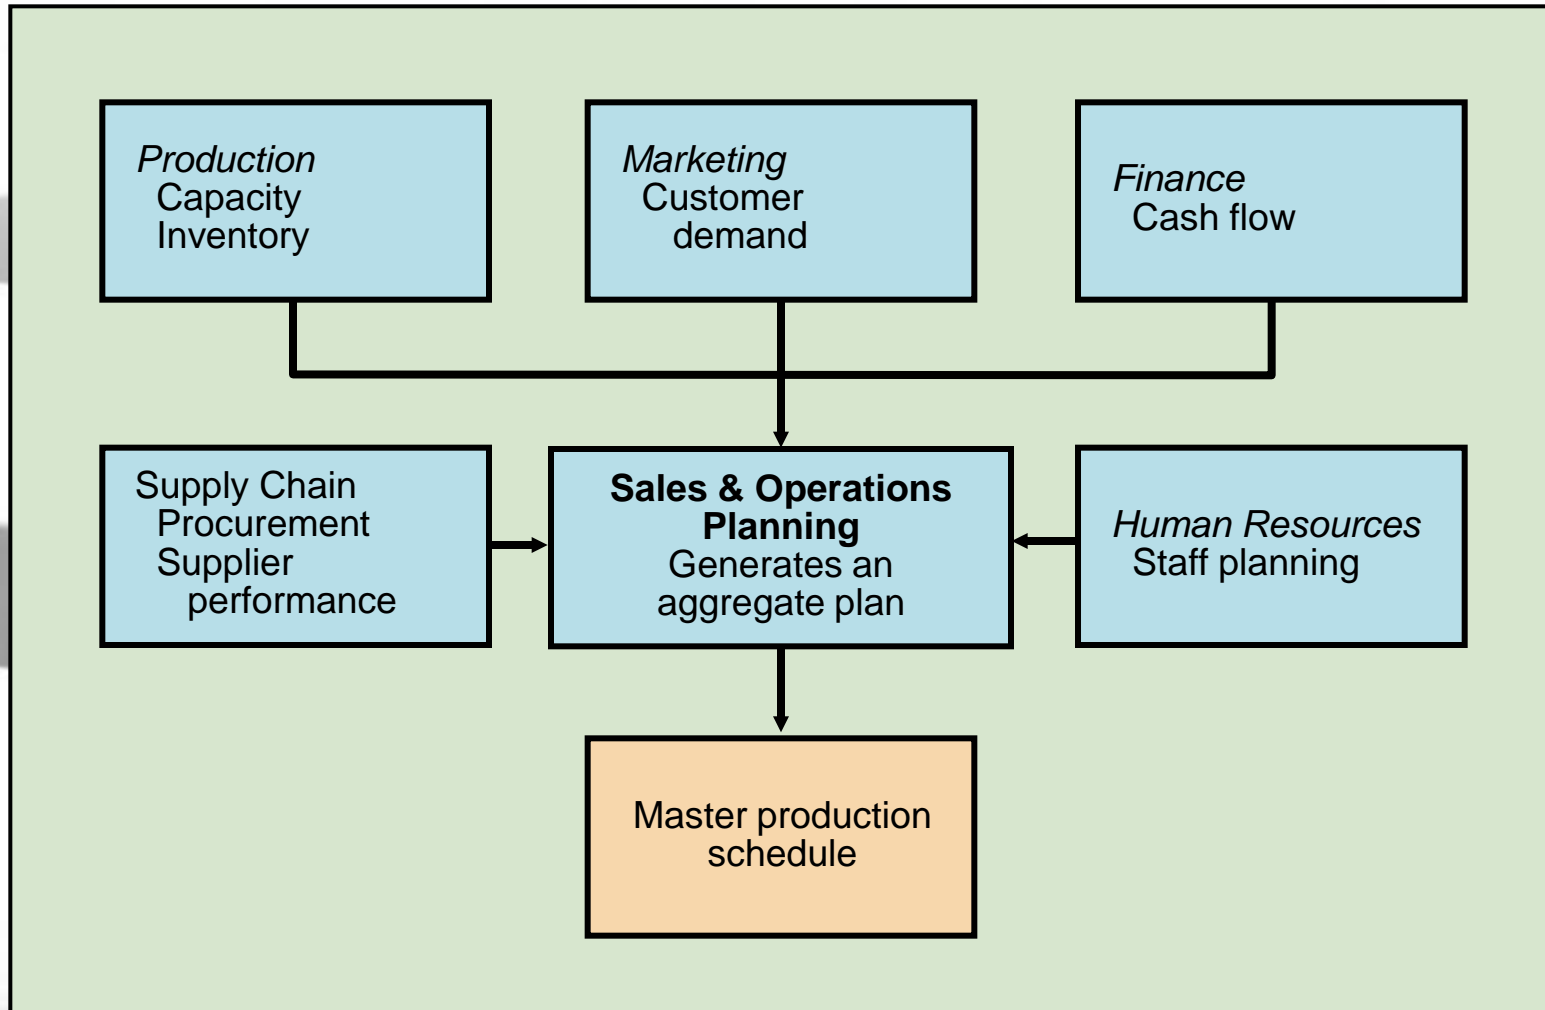 Production
Capacity
Inventory
Marketing
Customer
demand
Finance
Cash flow
Supply Chain
Procurement
Supplier
performance
Sales & Operations
Planning
Generates an
aggregate plan
Human Resources
Staff planning
Master production
schedule